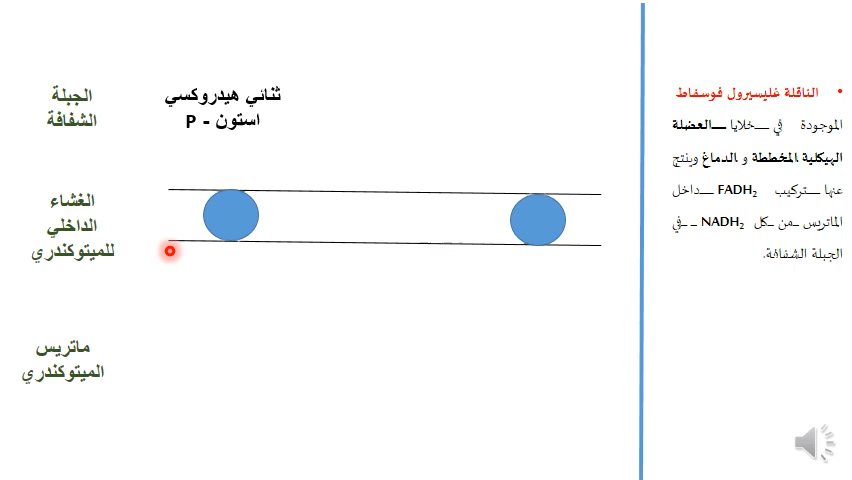 • الناقلة غليسيرول فوسفاط
الموجودة في خلايا العضلة
الهيكلية المخططة و الدماغ وينتج
عنها تركيب FADH2 داخل
الماتريس من كل NADH2 في
الجبلة الشفافة.
ثنائي هيدروكسي
استون - P
الجبلة
الشفافة
الغشاء
الداخلي
للميتوكندري
ماتريس
الميتوكندري